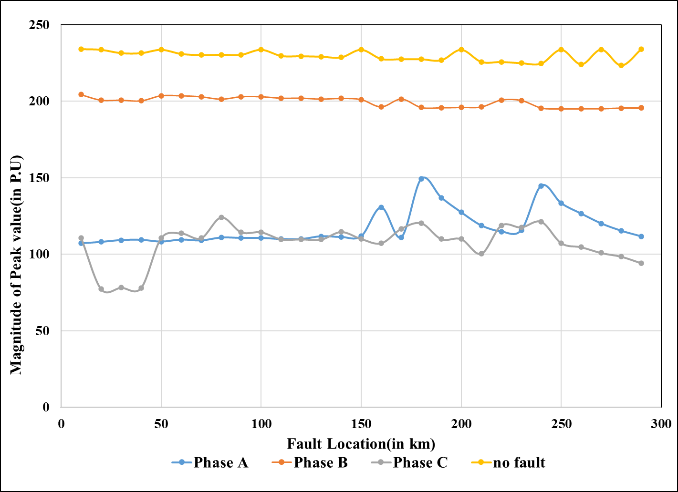 250
200
150
100
50
0
Magnitude of Peak value(in P.U)
0 50 100 150 200 250 300
Fault Location(in km)
Phase A Phase B Phase C no fault